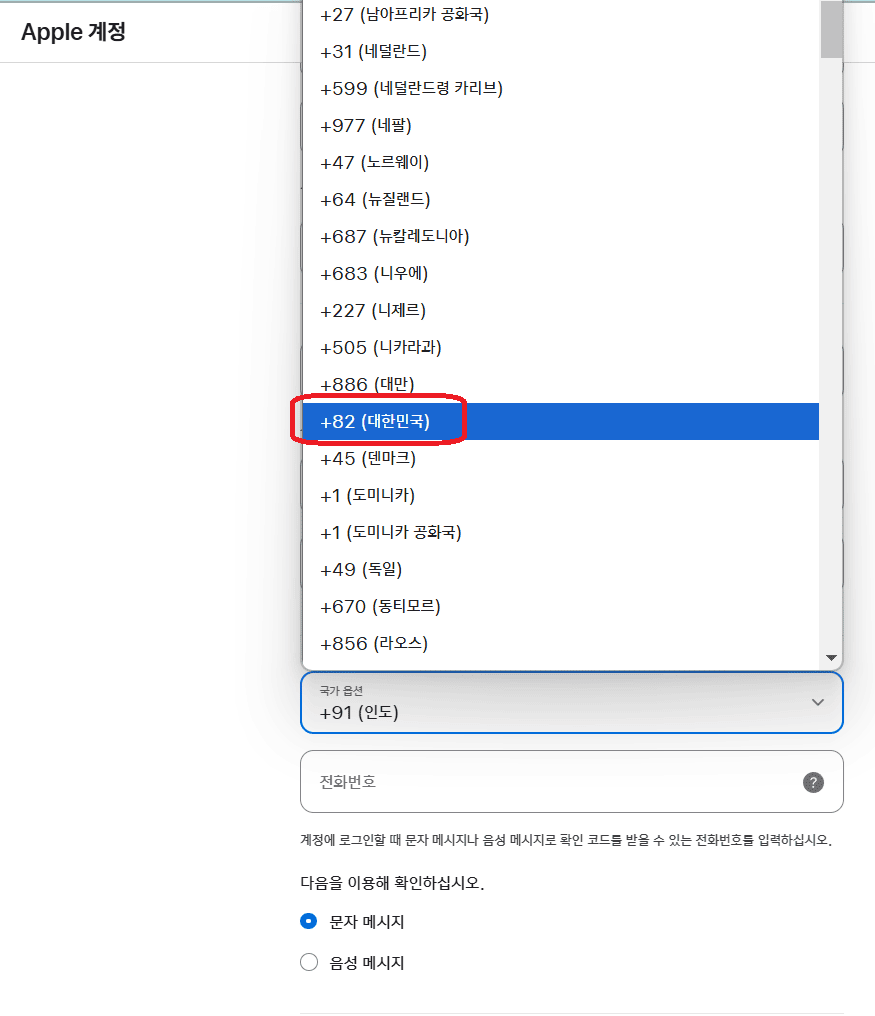 Apple 계정
+27 (남아프리카 공화국)
+31 (네덜란드)
+599 (네덜란드령 카리브)
+977 (네팔)
+47 (노르웨이)
+64 (뉴질랜드)
+687 (뉴칼레도니아)
+683 (니우에)
+227 (니제르)
+505 (니카라과)
+886 (대만)
+82 (대한민국)
+45 (덴마크)
+1 (도미니카)
+1 (도미니카 공화국)
+49 (독일)
+670 (동티모르)
+856 (라오스)
국가 옵션
+91 (인도)
전화번호
?
계정에 로그인할 때 문자 메시지나 음성 메시지로 확인 코드를 받을 수 있는 전화번호를 입력하십시오.
다음을 이용해 확인하십시오.
문자 메시지
음성 메시지